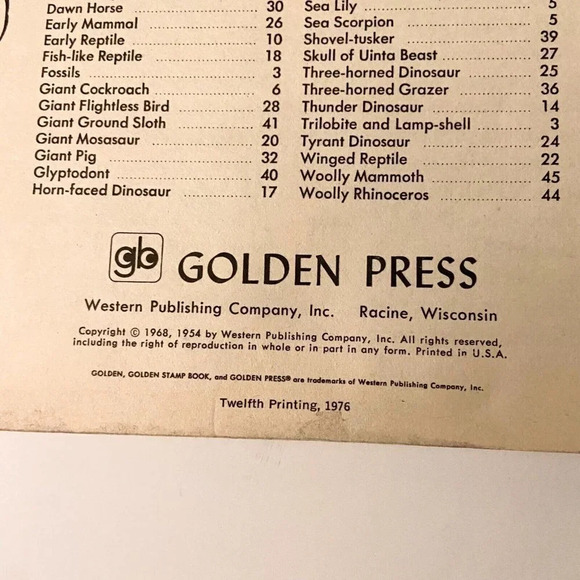 Dawn Horse 30
Early Mammal 26
Early Reptile 10
Fish-like Reptile 18
Fossils 3
Giant Cockroach 6
Giant Flightless Bird 28
Giant Ground Sloth 41
Giant Mosasaur 20
Giant Pig 32
Glyptodont 40
Horn-faced Dinosaur 17
Sea Lily 5
Sea Scorpion 5
Shovel-tusker 39
Skull of Uinta Beast 27
Three-horned Dinosaur 25
Three-horned Grazer 36
Thunder Dinosaur 14
Trilobite and Lamp-shell 3
Tyrant Dinosaur 24
Winged Reptile 22
Woolly Mammoth 45
Woolly Rhinoceros 44
gb GOLDEN PRESS
Western Publishing Company, Inc. Racine, Wisconsin
Copyright © 1968, 1954 by Western Publishing Company, Inc. All rights reserved,
including the right of reproduction in whole or in part in any form. Printed in U.S.A.
GOLDEN, GOLDEN STAMP BOOK, and GOLDEN PRESS® are trademarks of Western Publishing Company, Inc.
Twelfth Printing, 1976